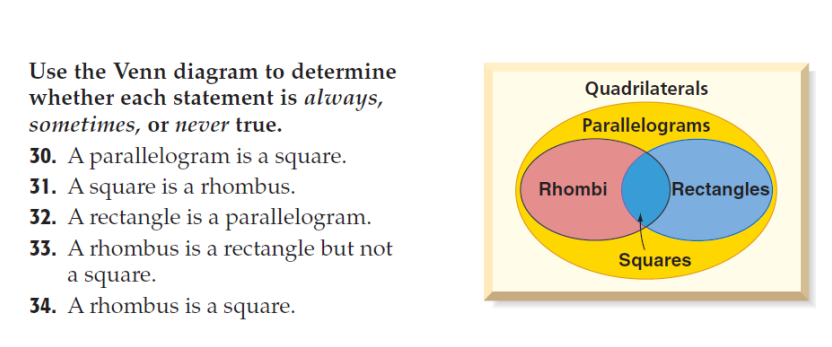 Use the Venn diagram to determine
whether each statement is always,
sometimes, or never true.
30. A parallelogram is a square.
31. A square is a rhombus.
32. A rectangle is a parallelogram.
33. A rhombus is a rectangle but not
a square.
34. A rhombus is a square.
Quadrilaterals
Parallelograms
Rhombi
Rectangles
Squares